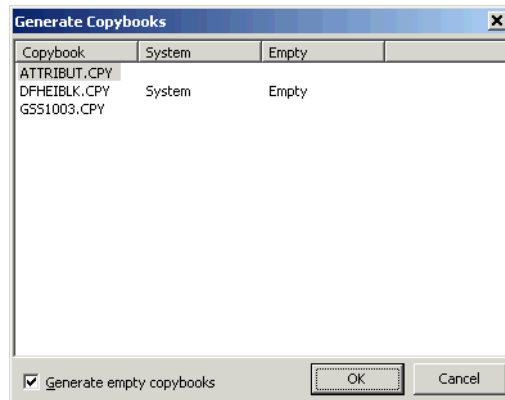 Generate Copybooks
Copybook System Empty
ATTRIBUT.CPY
DFHEIBLK.CPY System Empty
GSS1003.CPY
Generate empty copybooks OK Cancel